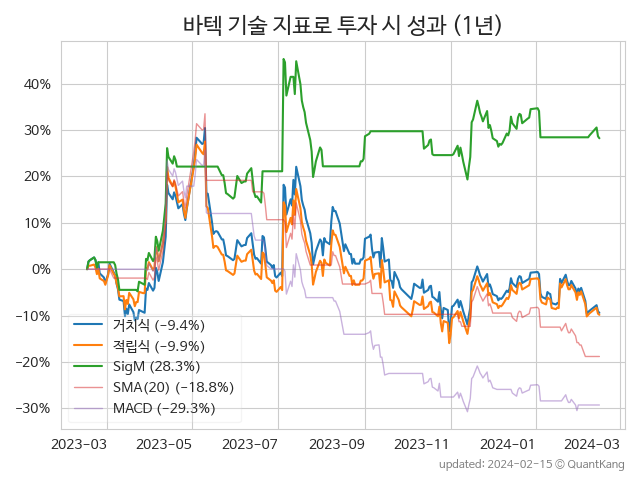 바텍 기술 지표로 투자 시 성과 (1년)
40%
30%
20%
10%
0%
−10%
−20%
−30%
거치식 (−9.4%)
적립식 (−9.9%)
SigM (28.3%)
SMA(20) (−18.8%)
MACD (−29.3%)
2023-03 2023-05 2023-07 2023-09 2023-11 2024-01 2024-03
updated: 2024-02-15 © QuantKang